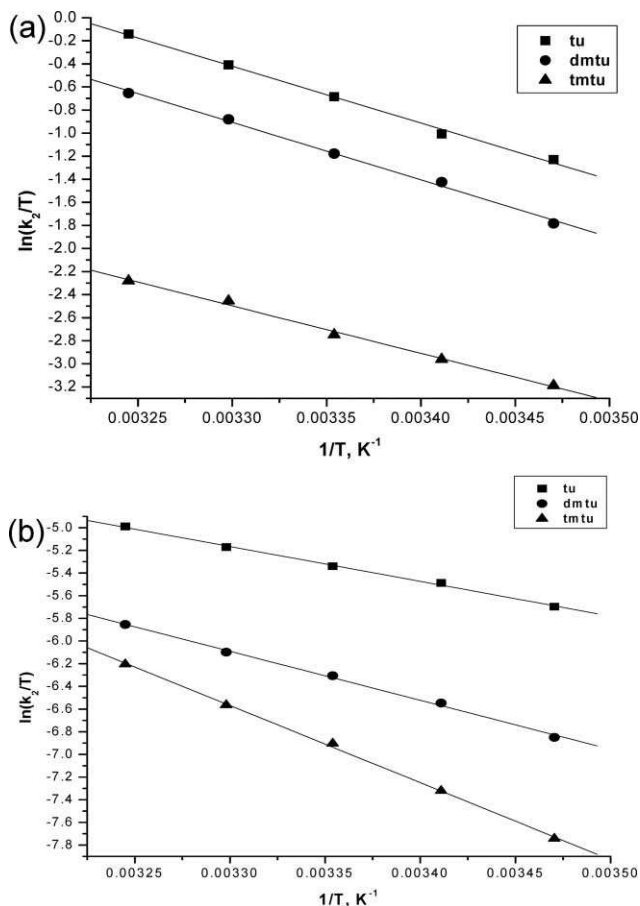 (a)
0.0
-0.2
-0.4
-0.6
-0.8
-1.0
-1.2
-1.4
-1.6
-1.8
-2.0
-2.2
-2.4
-2.6
-2.8
-3.0
-3.2
ln(k₂/T)
tu
dmtu
tmtu
0.00325 0.00330 0.00335 0.00340 0.00345 0.00350
1/T, K⁻¹
(b)
-5.0
-5.2
-5.4
-5.6
-5.8
-6.0
-6.2
-6.4
-6.6
-6.8
-7.0
-7.2
-7.4
-7.6
-7.8
ln(k₂/T)
tu
dmtu
tmtu
0.00325 0.00330 0.00335 0.00340 0.00345 0.00350
1/T, K⁻¹